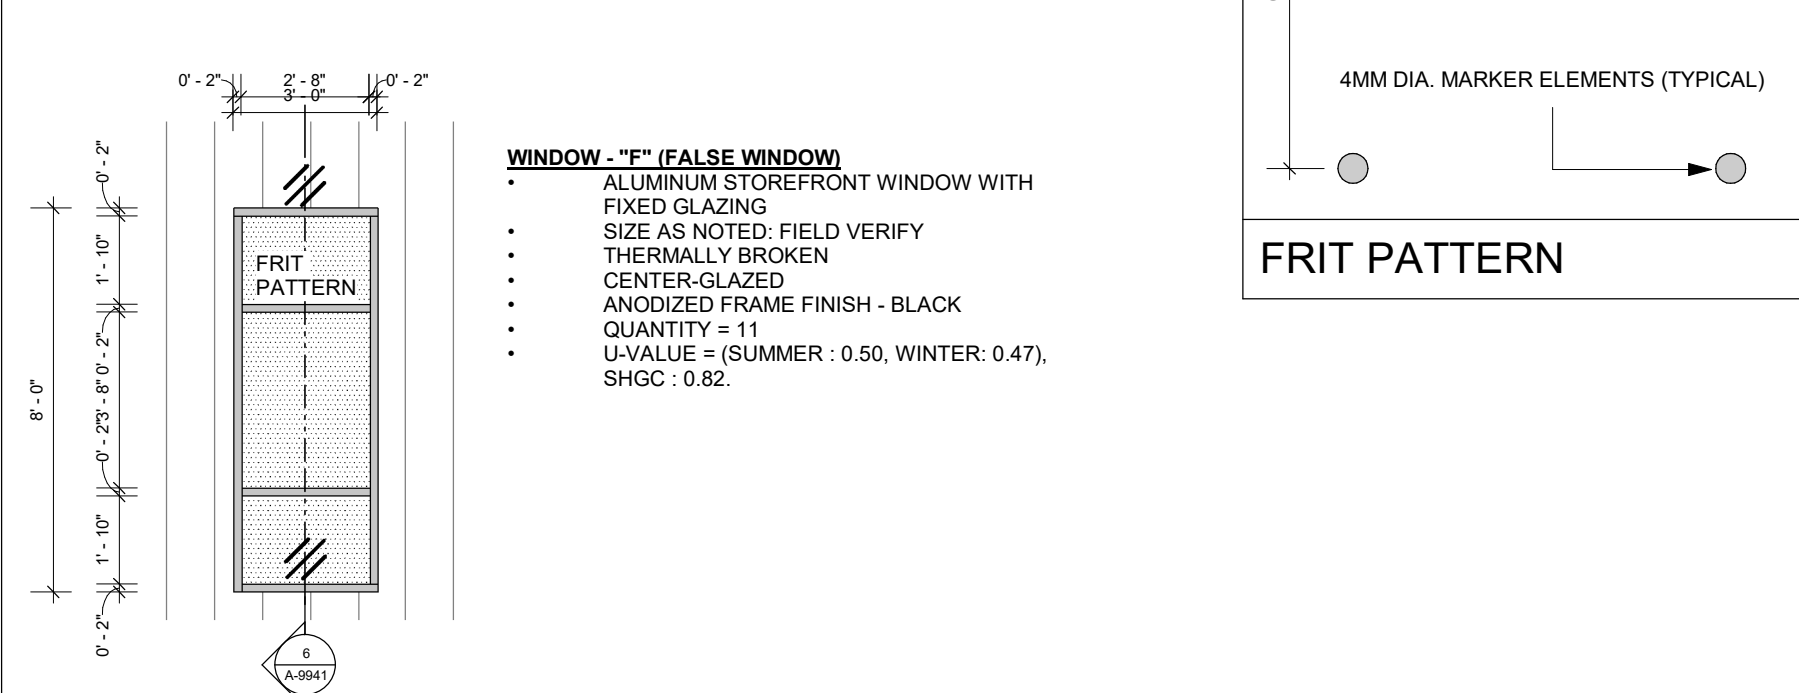 0' - 2"
2' - 8"
0' - 2"
3' - 0"
0' - 2"
1' - 10"
0' - 2"
3' - 8"
0' - 2"
1' - 10"
0' - 2"
8' - 0"
FRIT
PATTERN
6
A-9941
WINDOW - "F" (FALSE WINDOW)
• ALUMINUM STOREFRONT WINDOW WITH
FIXED GLAZING
• SIZE AS NOTED: FIELD VERIFY
• THERMALLY BROKEN
• CENTER-GLAZED
• ANODIZED FRAME FINISH - BLACK
• QUANTITY = 11
• U-VALUE = (SUMMER : 0.50, WINTER: 0.47),
SHGC : 0.82.
4MM DIA. MARKER ELEMENTS (TYPICAL)
FRIT PATTERN